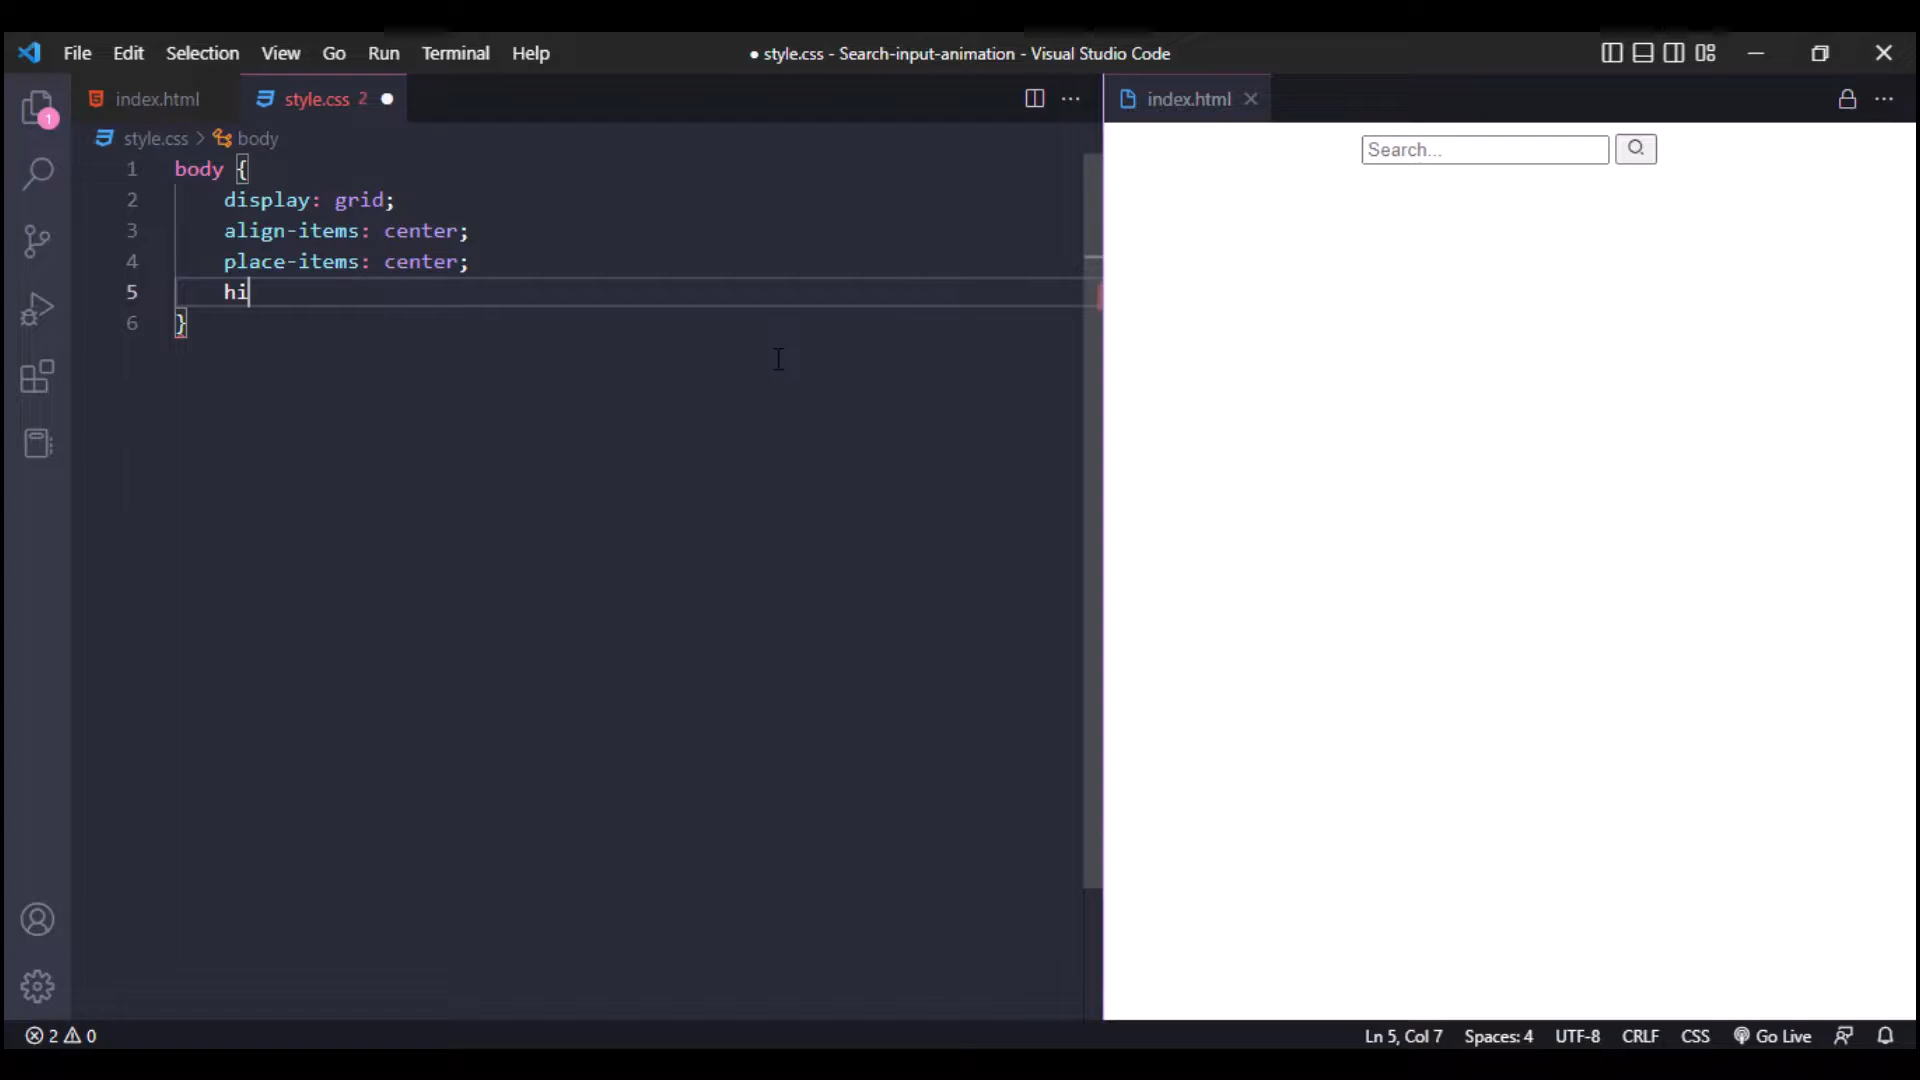 File Edit Selection View Go Run Terminal Help
● style.css - Search-input-animation - Visual Studio Code
index.html
style.css 2
index.html
1
style.css > body
1 body {
2 display: grid;
3 align-items: center;
4 place-items: center;
5 hi
6 }
Search...
2 0
Ln 5, Col 7 Spaces: 4 UTF-8 CRLF CSS Go Live